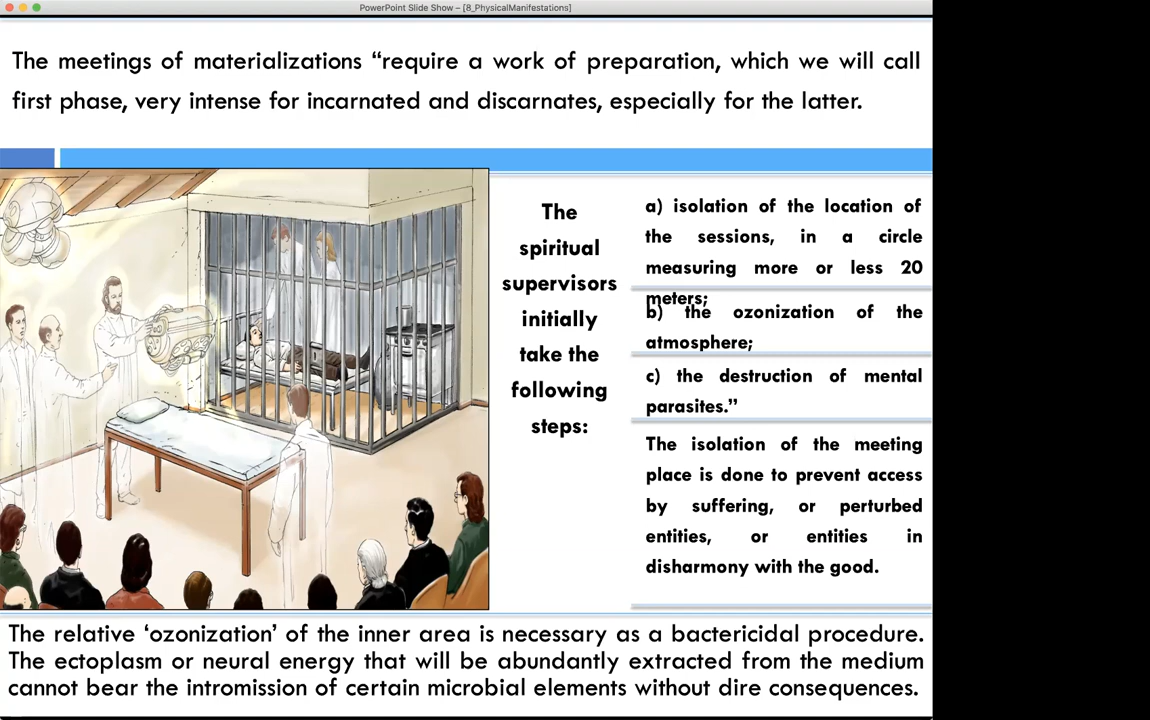 PowerPoint Slide Show – [8_PhysicalManifestations]
The meetings of materializations “require a work of preparation, which we will call
first phase, very intense for incarnated and discarnates, especially for the latter.
The
spiritual
supervisors
initially
take the
following
steps:
a) isolation of the location of
the sessions, in a circle
measuring more or less 20
meters;
b) the ozonization of the
atmosphere;
c) the destruction of mental
parasites.”
The isolation of the meeting
place is done to prevent access
by suffering, or perturbed
entities, or entities in
disharmony with the good.
The relative ‘ozonization’ of the inner area is necessary as a bactericidal procedure.
The ectoplasm or neural energy that will be abundantly extracted from the medium
cannot bear the intromission of certain microbial elements without dire consequences.